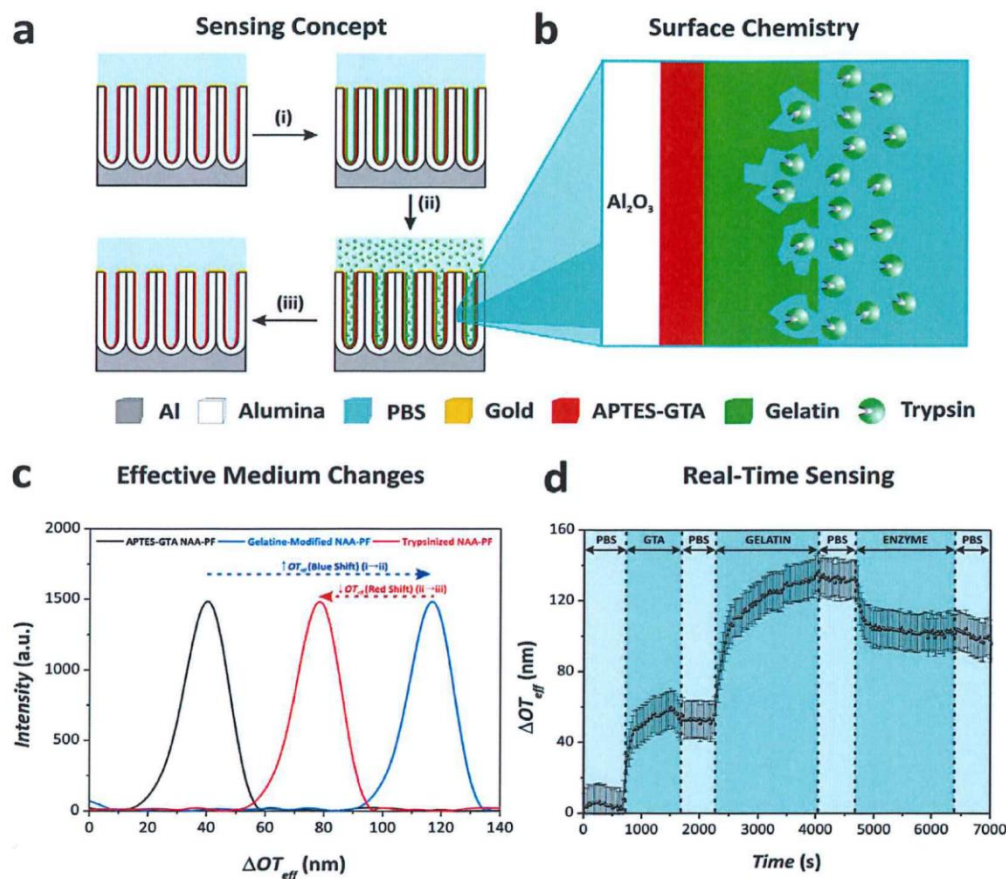 a
Sensing Concept
b
Surface Chemistry
(i)
(ii)
(iii)
Al₂O₃
Al
Alumina
PBS
Gold
APTES-GTA
Gelatin
Trypsin
c
Effective Medium Changes
APTES-GTA NAA-PF
Gelatine-Modified NAA-PF
Trypsinized NAA-PF
↑OTeff(Blue Shift) (i→ii)
↓OTeff(Red Shift) (ii→iii)
Intensity (a.u.)
2000
1500
1000
500
0
0 20 40 60 80 100 120 140
ΔOTeff (nm)
d
Real-Time Sensing
PBS GTA PBS GELATIN PBS ENZYME PBS
ΔOTeff (nm)
160
120
80
40
0
0 1000 2000 3000 4000 5000 6000 7000
Time (s)